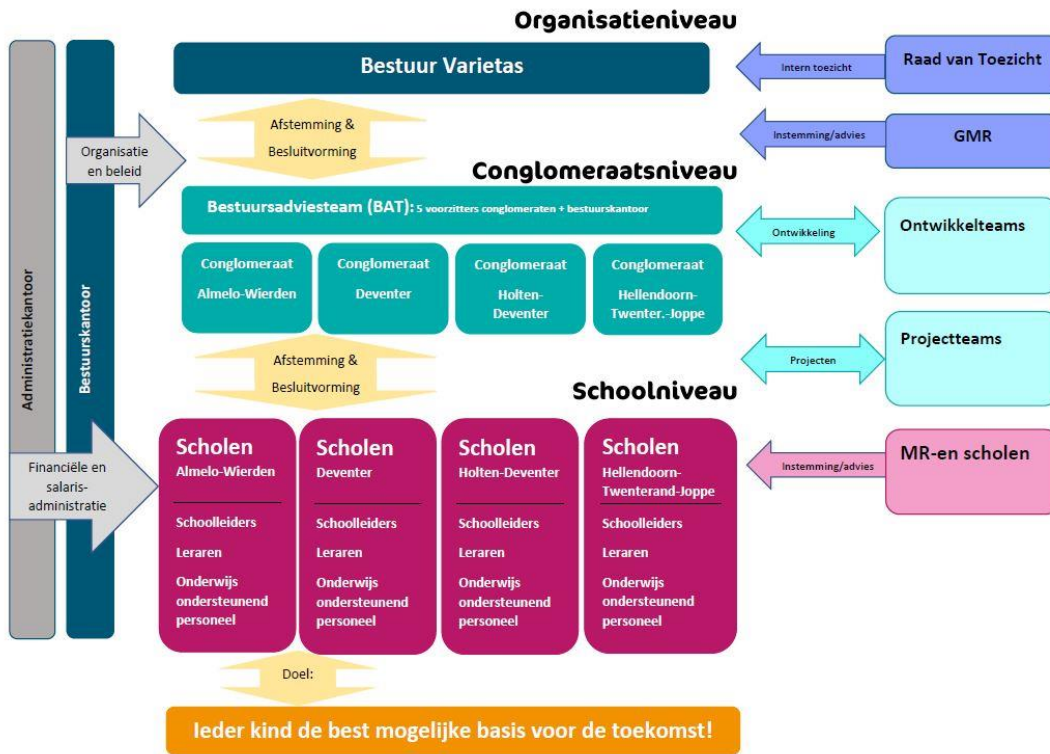 Organisatieniveau
Bestuur Varietas
Intern toezicht
Raad van Toezicht
Afstemming &
Besluitvorming
Instemming/advies
GMR
Organisatie
en beleid
Conglomeraatsniveau
Bestuursadviesteam (BAT): 5 voorzitters conglomeraten + bestuurskantoor
Ontwikkeling
Ontwikkelteams
Conglomeraat
Almelo-Wierden
Conglomeraat
Deventer
Conglomeraat
Holten-
Deventer
Conglomeraat
Hellendoorn-
Twenter.-Joppe
Administratiekantoor
Bestuurskantoor
Afstemming &
Besluitvorming
Projecten
Projectteams
Schoolniveau
Financiële en
salaris-
administratie
Scholen
Almelo-Wierden
Schoolleiders
Leraren
Onderwijs
ondersteunend
personeel
Scholen
Deventer
Schoolleiders
Leraren
Onderwijs
ondersteunend
personeel
Scholen
Holten-Deventer
Schoolleiders
Leraren
Onderwijs
ondersteunend
personeel
Scholen
Hellendoorn-
Twenterand-Joppe
Schoolleiders
Leraren
Onderwijs
ondersteunend
personeel
Instemming/advies
MR-en scholen
Doel:
Ieder kind de best mogelijke basis voor de toekomst!